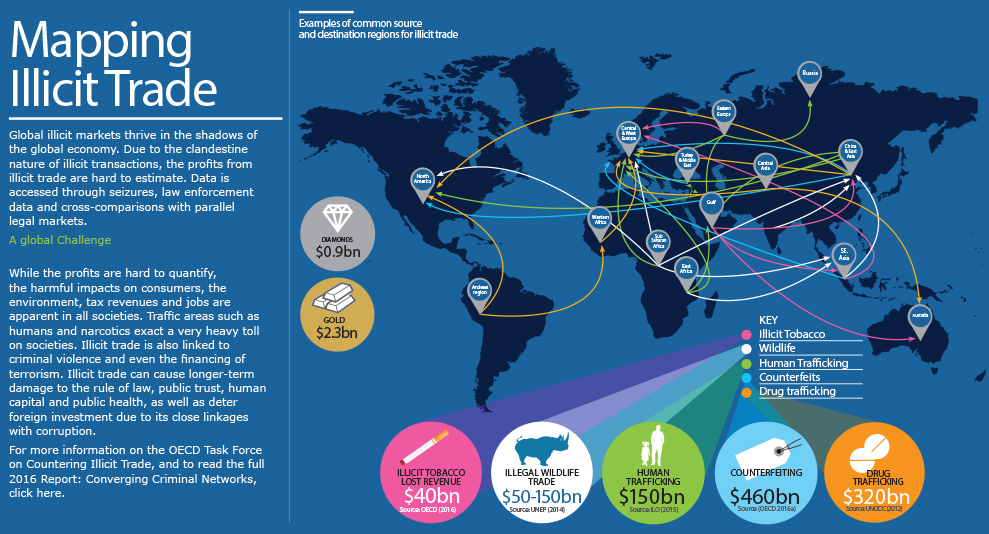 Mapping
Illicit Trade
Global illicit markets thrive in the shadows of
the global economy. Due to the clandestine
nature of illicit transactions, the profits from
illicit trade are hard to estimate. Data is
accessed through seizures, law enforcement
data and cross-comparisons with parallel
legal markets.
A global Challenge
While the profits are hard to quantify,
the harmful impacts on consumers, the
environment, tax revenues and jobs are
apparent in all societies. Traffic areas such as
humans and narcotics exact a very heavy toll
on societies. Illicit trade is also linked to
criminal violence and even the financing of
terrorism. Illicit trade can cause longer-term
damage to the rule of law, public trust, human
capital and public health, as well as deter
foreign investment due to its close linkages
with corruption.
For more information on the OECD Task Force
on Countering Illicit Trade, and to read the full
2016 Report: Converging Criminal Networks,
click here.
Examples of common source
and destination regions for illicit trade
Russia
Eastern
Europe
Central
& West
Europe
Turkey
& Middle
East
Central
Asia
China
& East
Asia
North
America
Gulf
Western
Africa
Sub
Saharan
Africa
East
Africa
SE.
Asia
Andean
region
Australia
DIAMONDS
$0.9bn
GOLD
$2.3bn
KEY
Illicit Tobacco
Wildlife
Human Trafficking
Counterfeits
Drug trafficking
ILLICIT TOBACCO
LOST REVENUE
$40bn
Source: OECD (2016)
ILLEGAL WILDLIFE
TRADE
$50-150bn
Source: UNEP (2014)
HUMAN
TRAFFICKING
$150bn
Source: ILO (2015)
COUNTERFEITING
$460bn
Source: (OECD 2016a)
DRUG
TRAFFICKING
$320bn
Source: UNODC (2012)